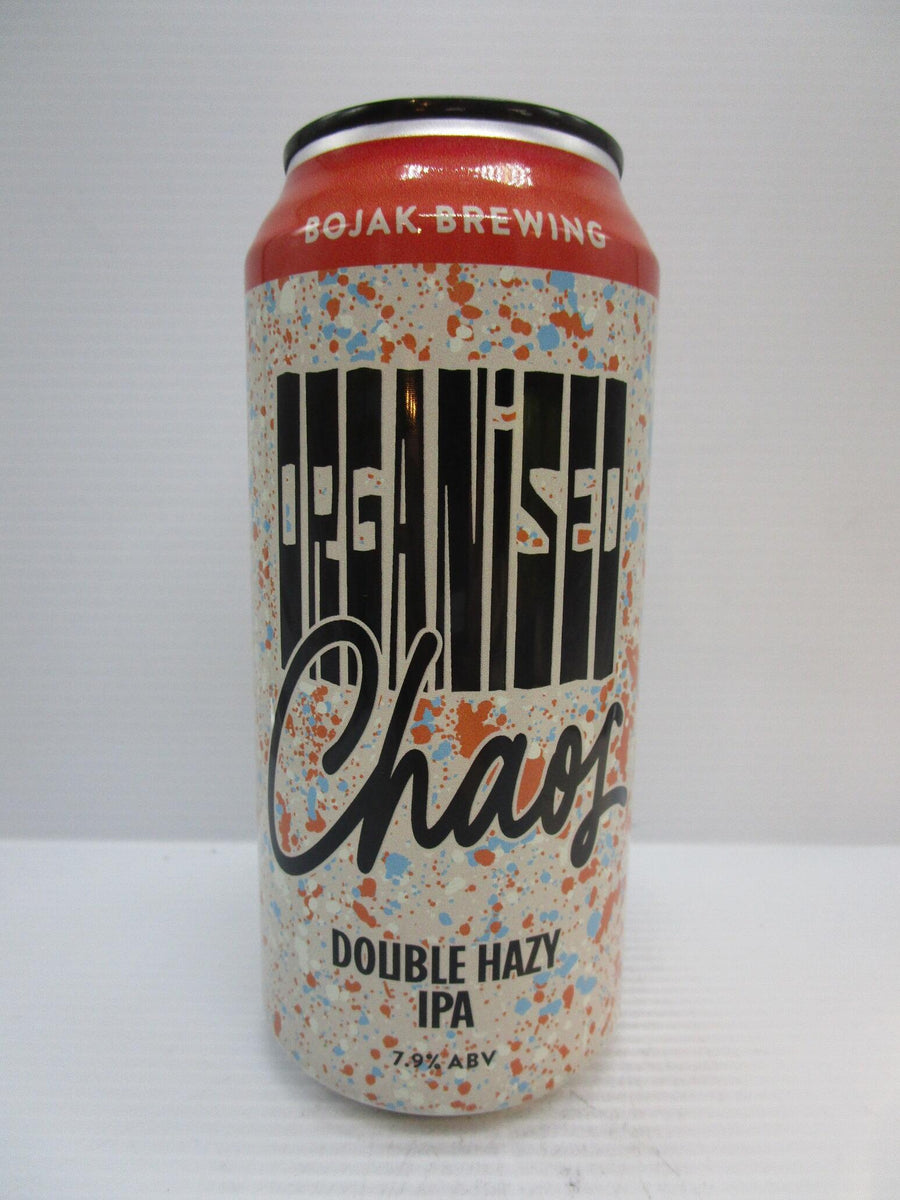 BOJAK BREWING
ORGANiSED
Chaos
DOUBLE HAZY
IPA
7.9% ABV